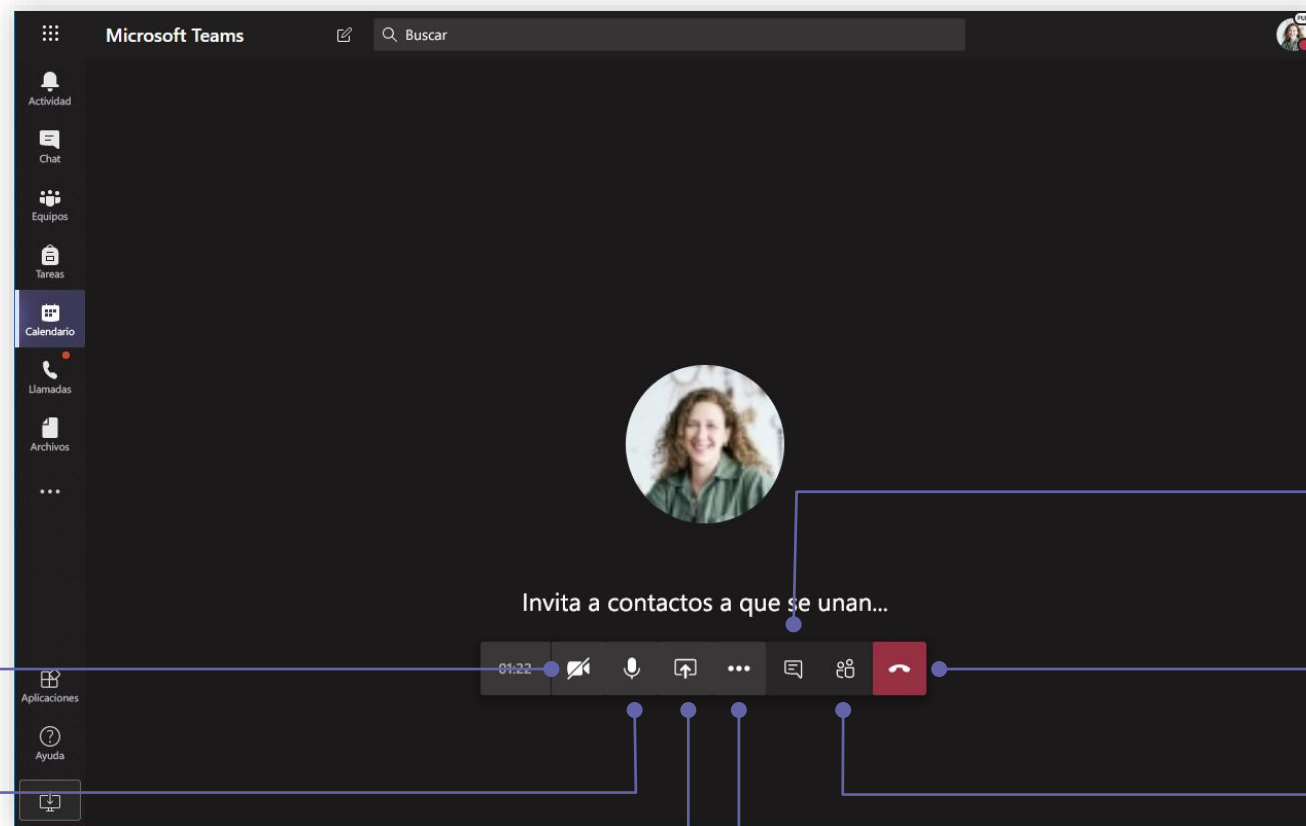 Microsoft Teams
Buscar
Actividad
Chat
Equipos
Tareas
Calendario
Llamadas
Archivos
Invita a contactos a que se unan...
01:22
Aplicaciones
Ayuda